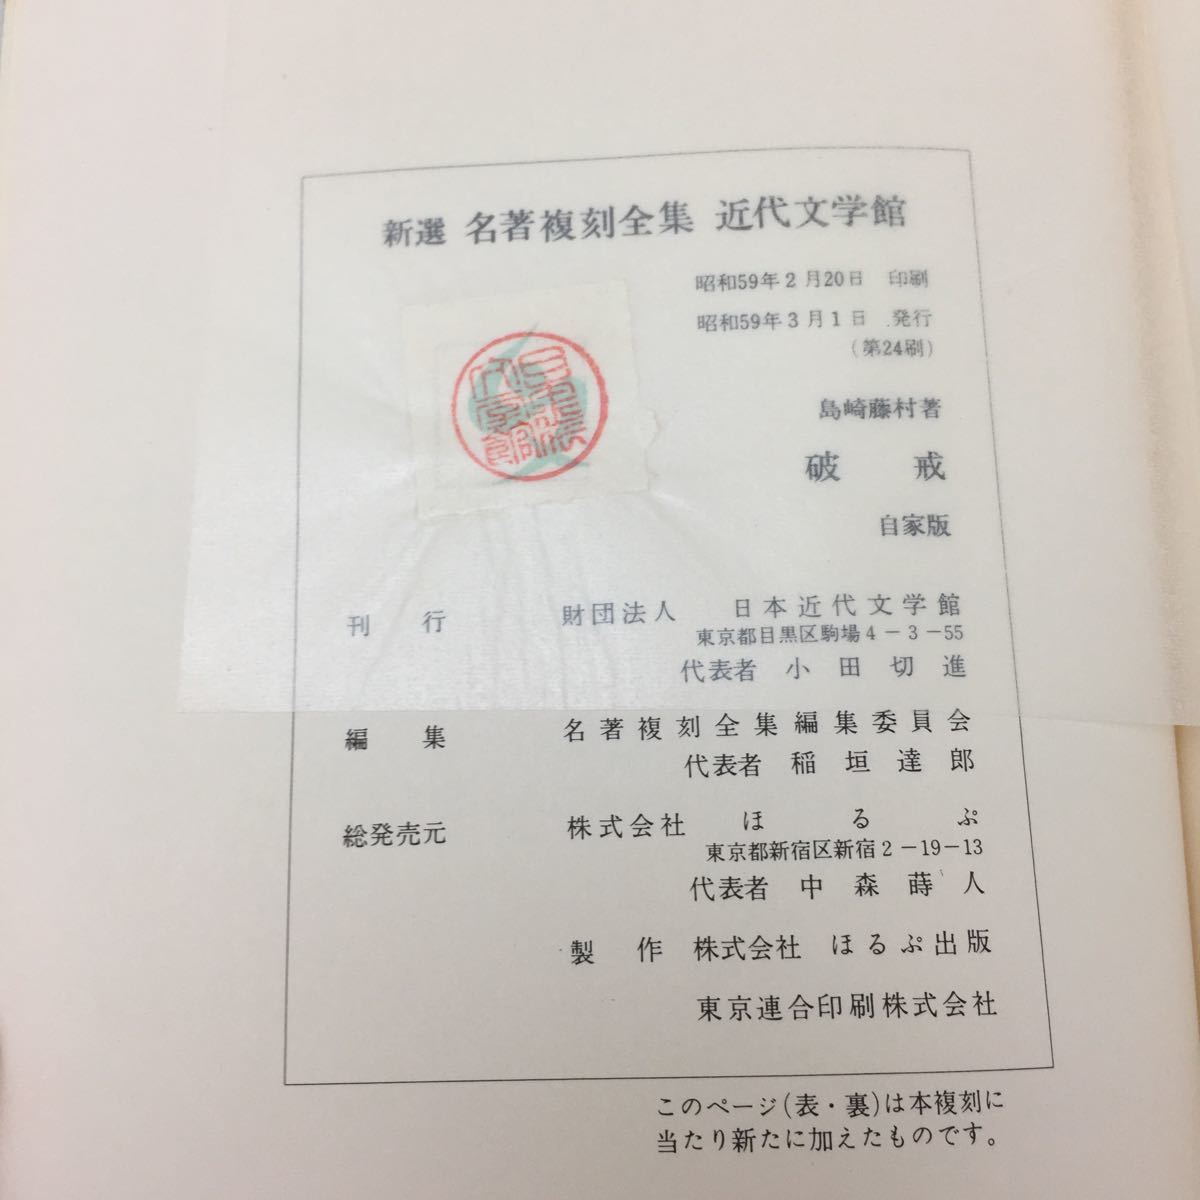 新選 名著複刻全集 近代文学館
昭和59年2月20日 印刷
昭和59年3月1日 発行
(第24刷)
島崎藤村著
破 戒
自家版
刊 行 財団法人 日本近代文学館
東京都目黒区駒場4-3-55
代表者 小田切進
編 集 名著複刻全集編集委員会
代表者 稲垣達郎
総発売元 株式会社 ほるぷ
東京都新宿区新宿2-19-13
代表者 中森蒔人
製 作 株式会社 ほるぷ出版
東京連合印刷株式会社
このページ(表・裏)は本複刻に
当たり新たに加えたものです。